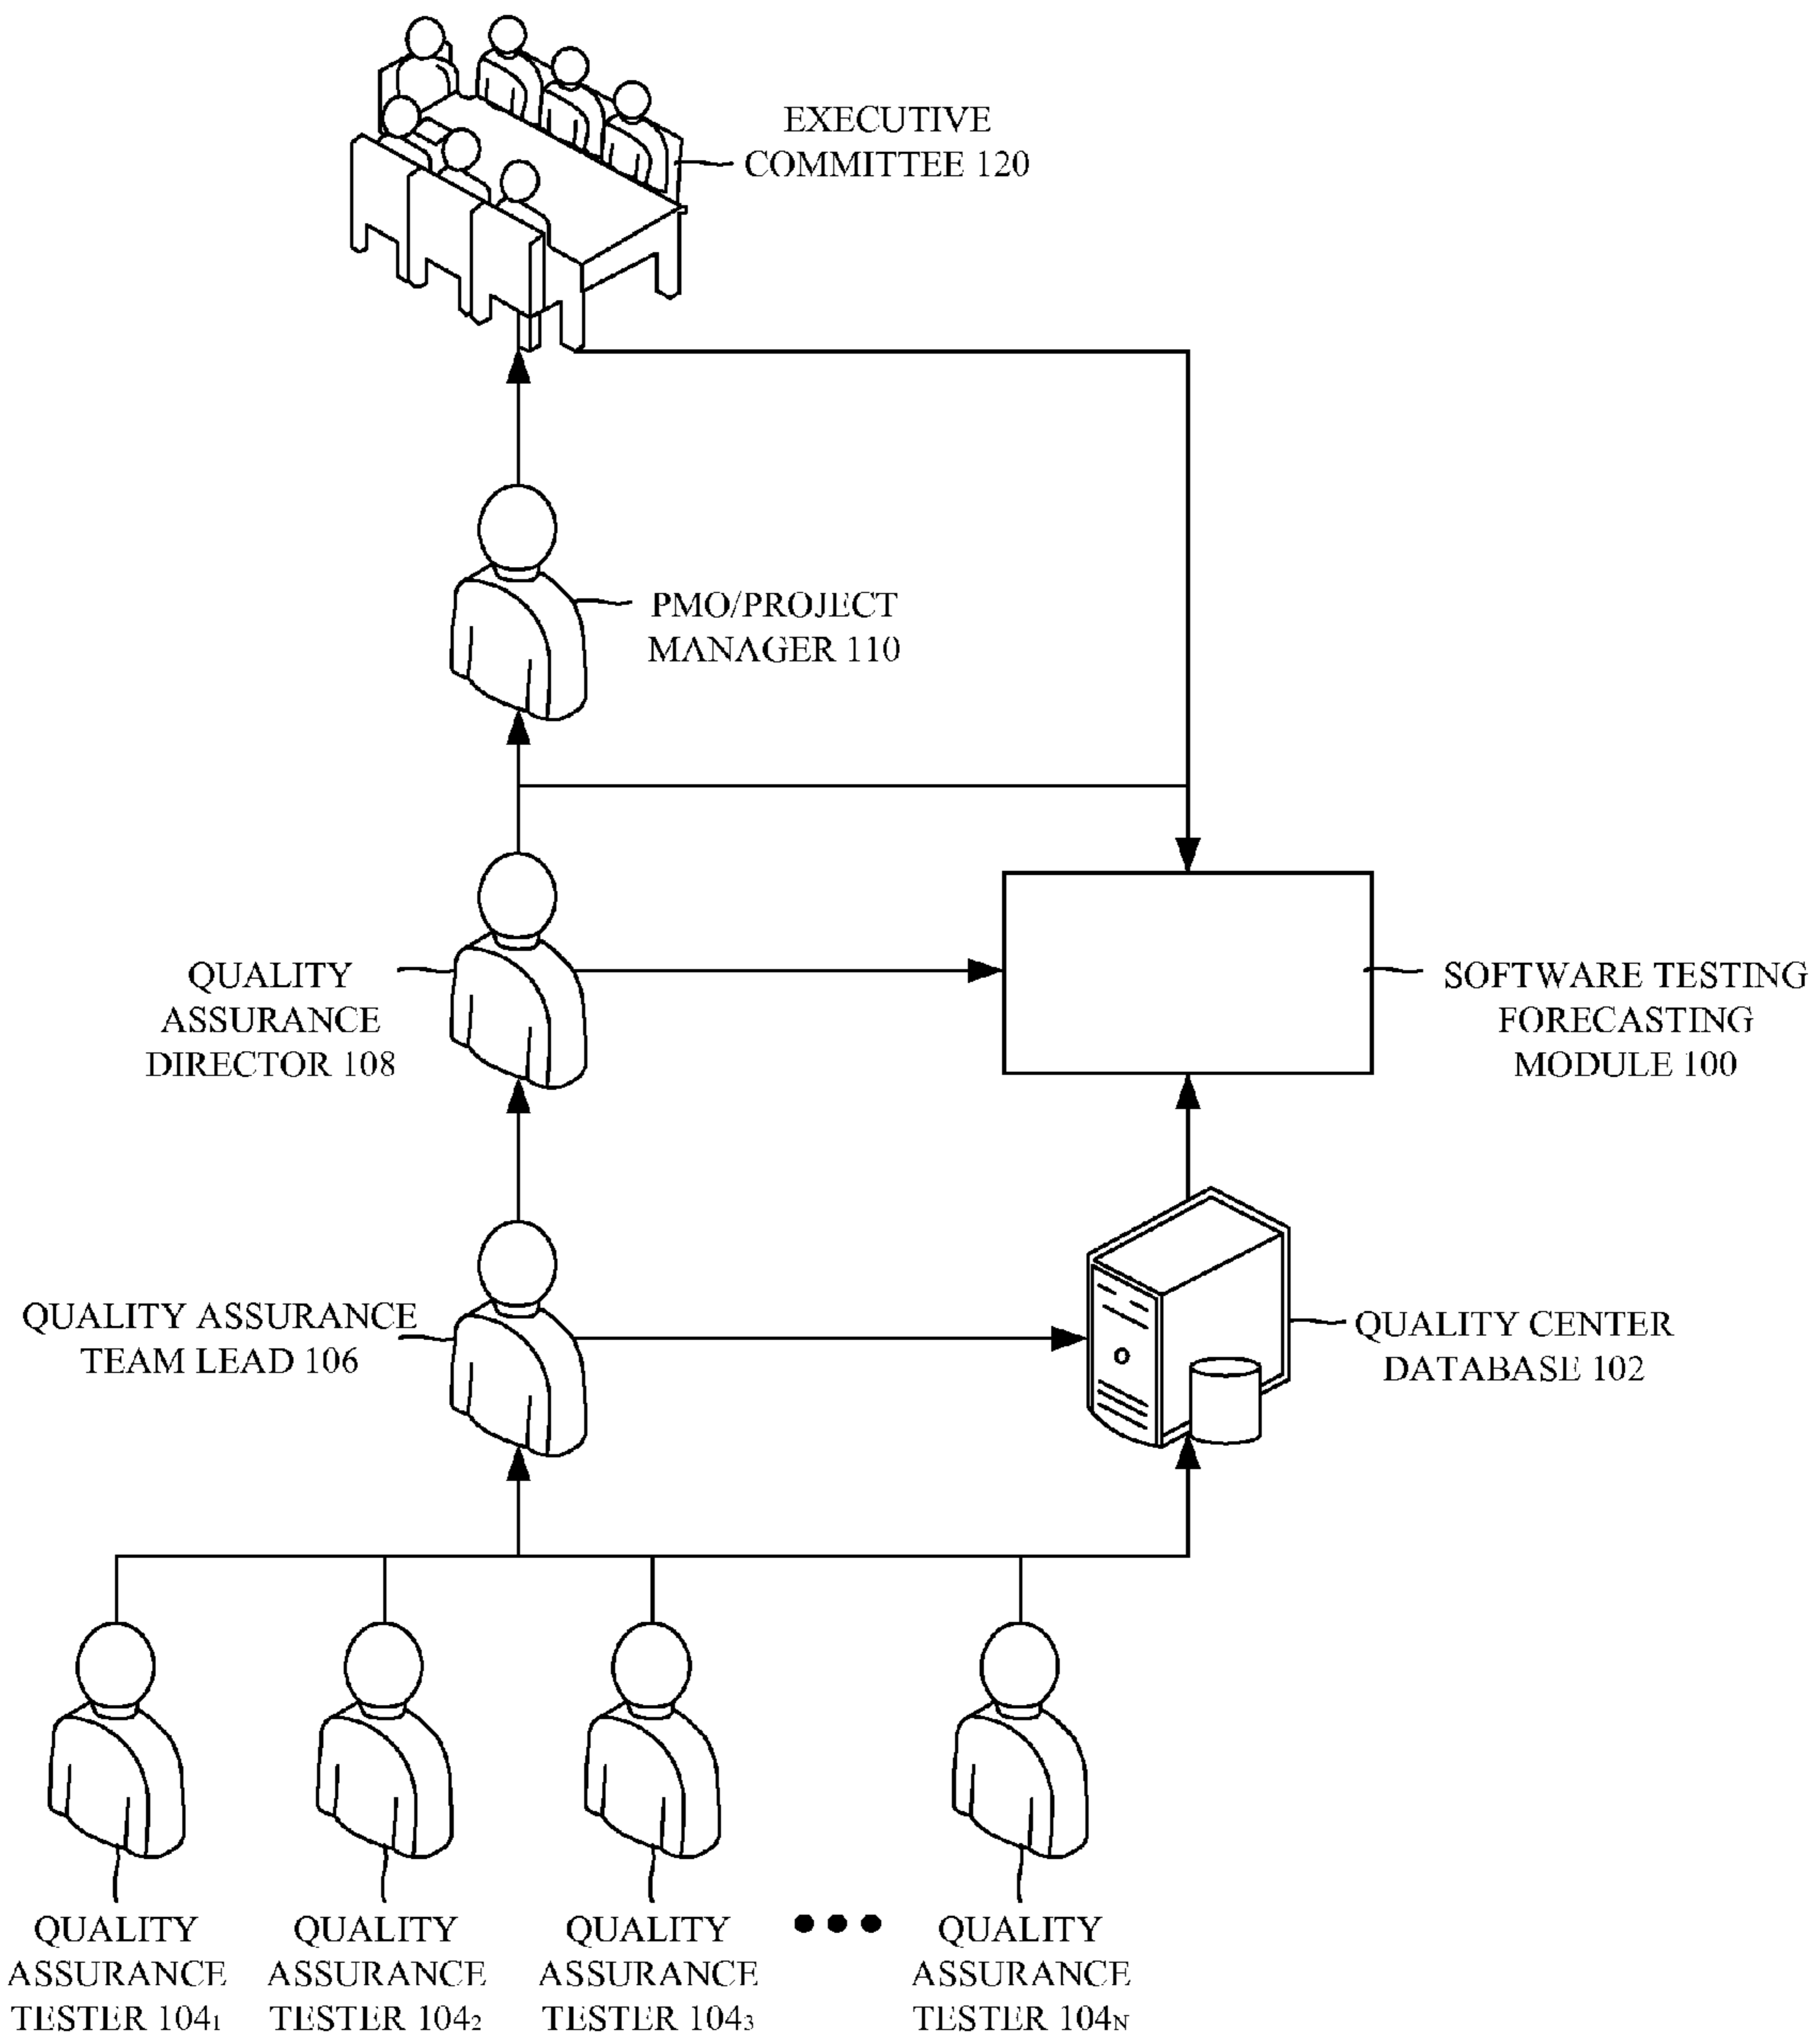 EXECUTIVE
COMMITTEE 120
PMO/PROJECT
MANAGER 110
QUALITY
ASSURANCE
DIRECTOR 108
SOFTWARE TESTING
FORECASTING
MODULE 100
QUALITY ASSURANCE
TEAM LEAD 106
QUALITY CENTER
DATABASE 102
QUALITY
ASSURANCE
TESTER 104₁
QUALITY
ASSURANCE
TESTER 104₂
QUALITY
ASSURANCE
TESTER 104₃
•••
QUALITY
ASSURANCE
TESTER 104N